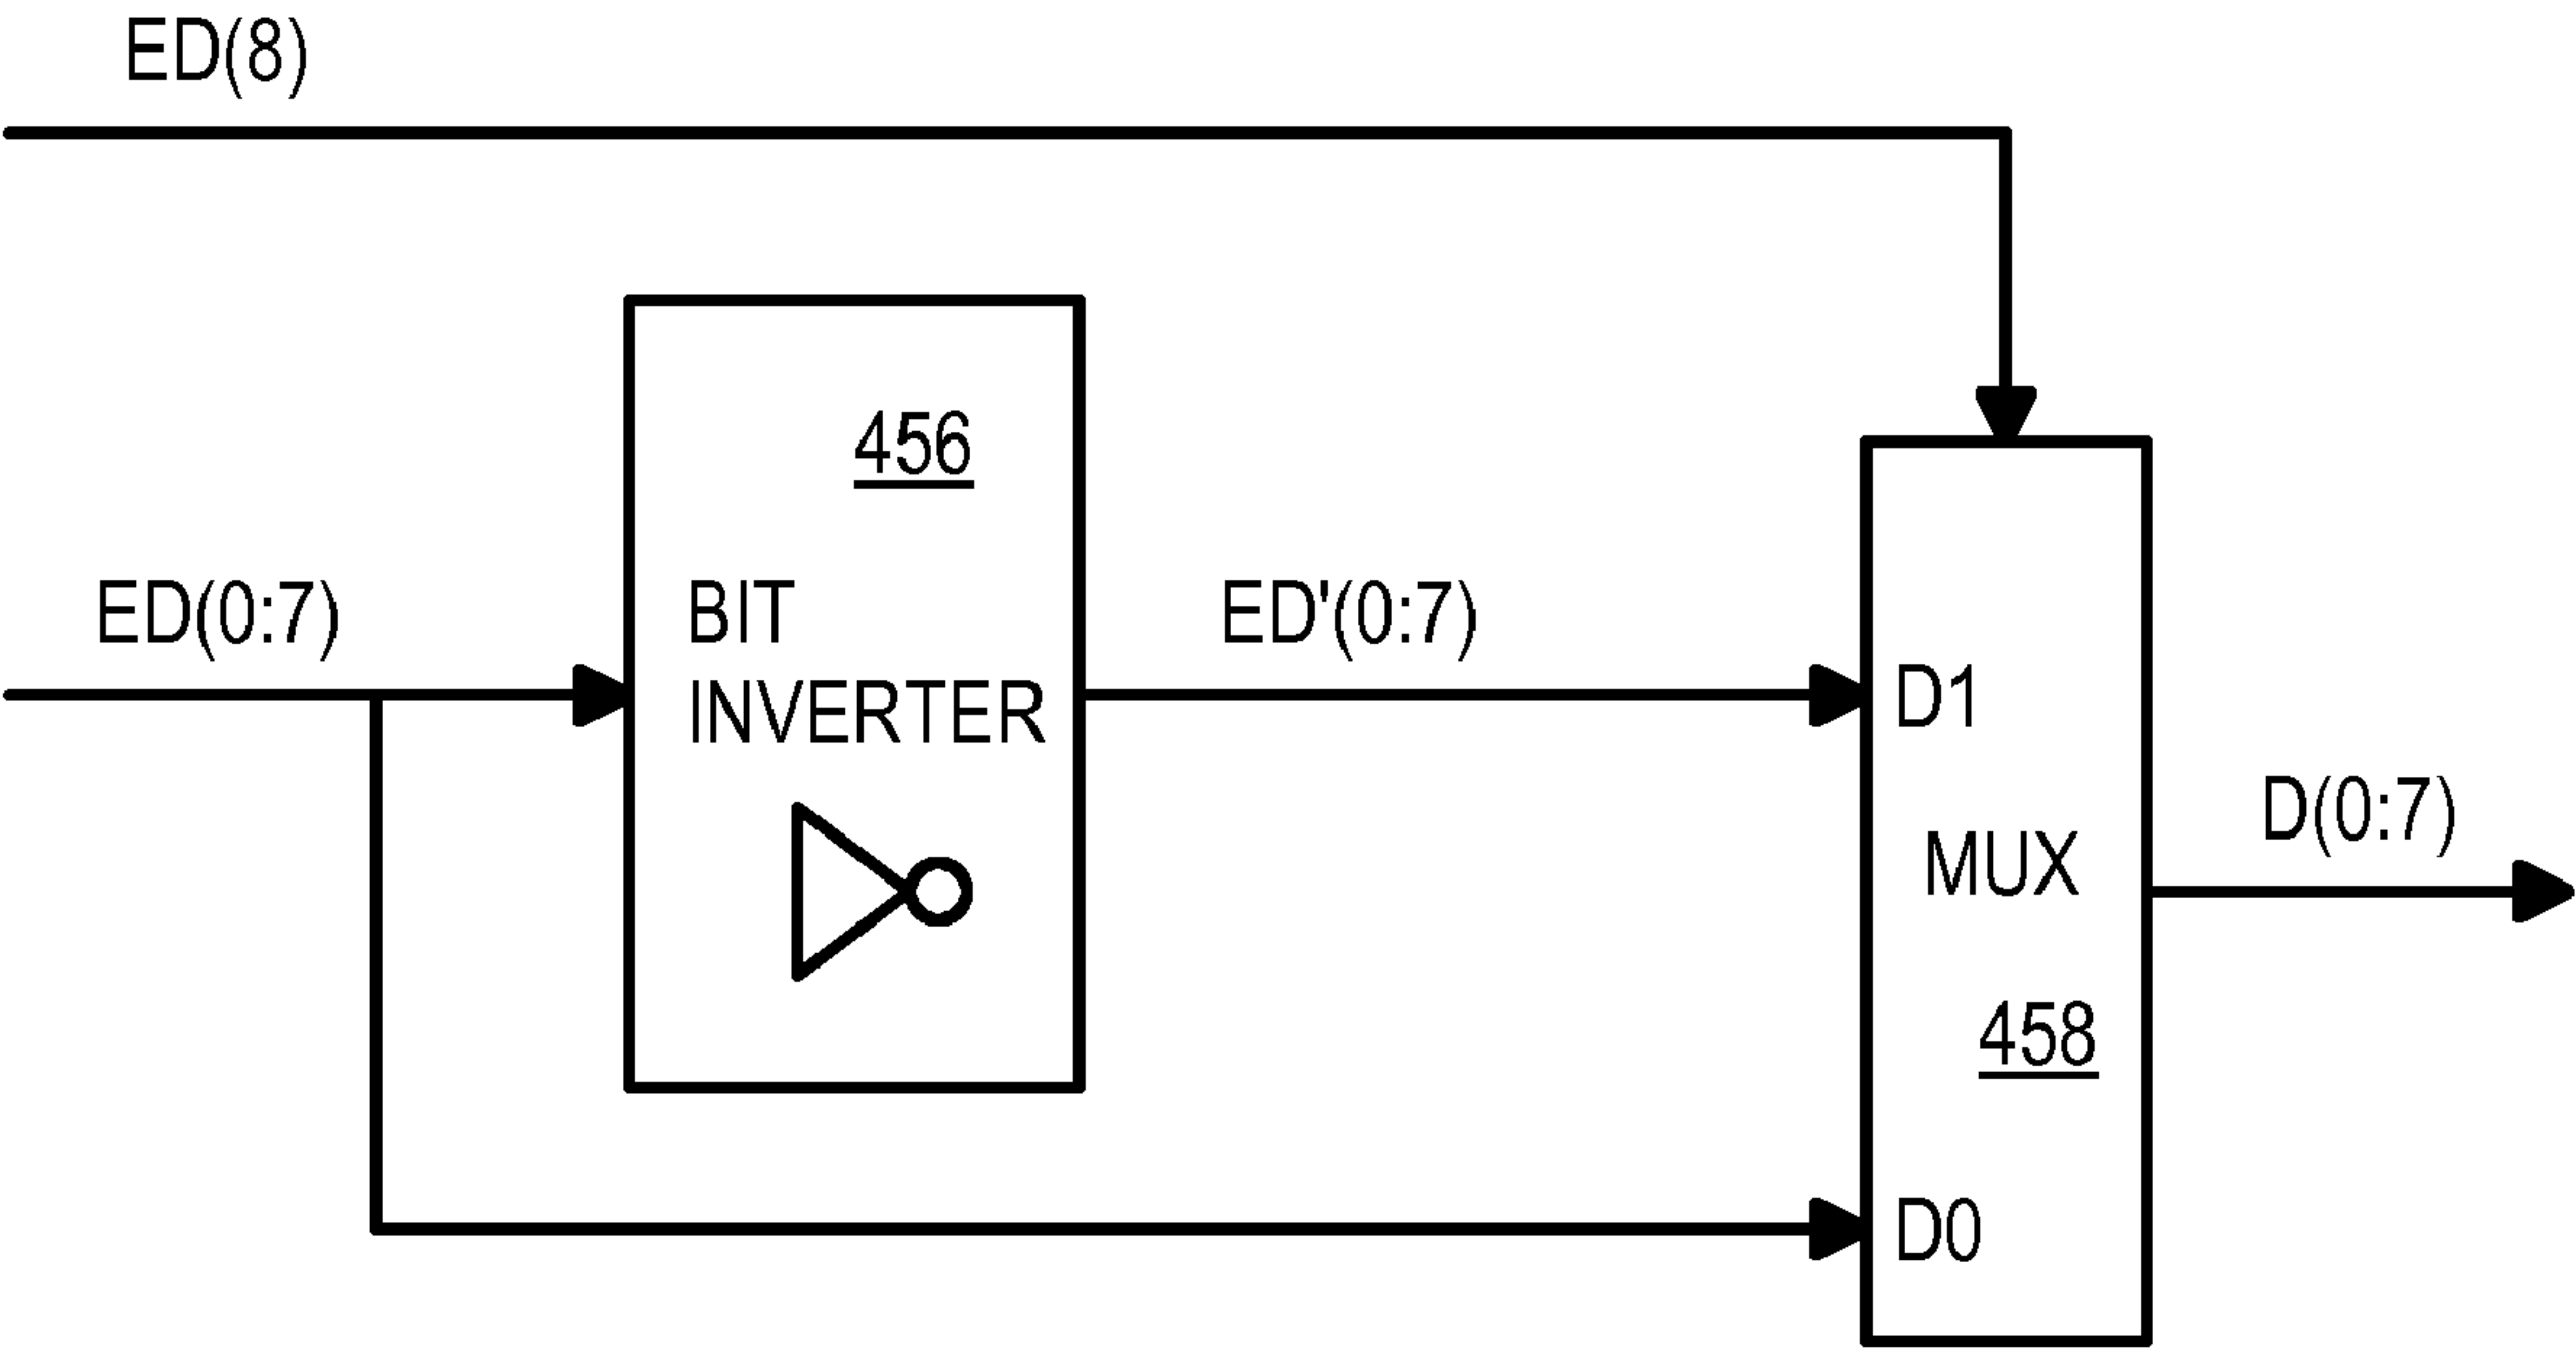 ED(8)
456
ED(0:7)
BIT
INVERTER
ED'(0:7)
D1
MUX
D(0:7)
458
D0